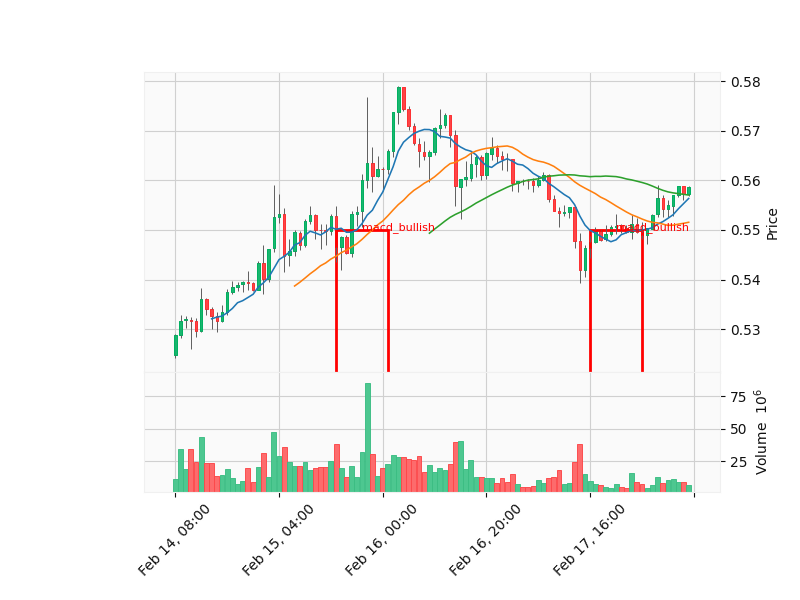 0.58
0.57
0.56
0.55
0.54
0.53
Price
macd_bullish
macd_bullish
75
50
25
Volume 10^6
Feb 14, 08:00
Feb 15, 04:00
Feb 16, 00:00
Feb 16, 20:00
Feb 17, 16:00